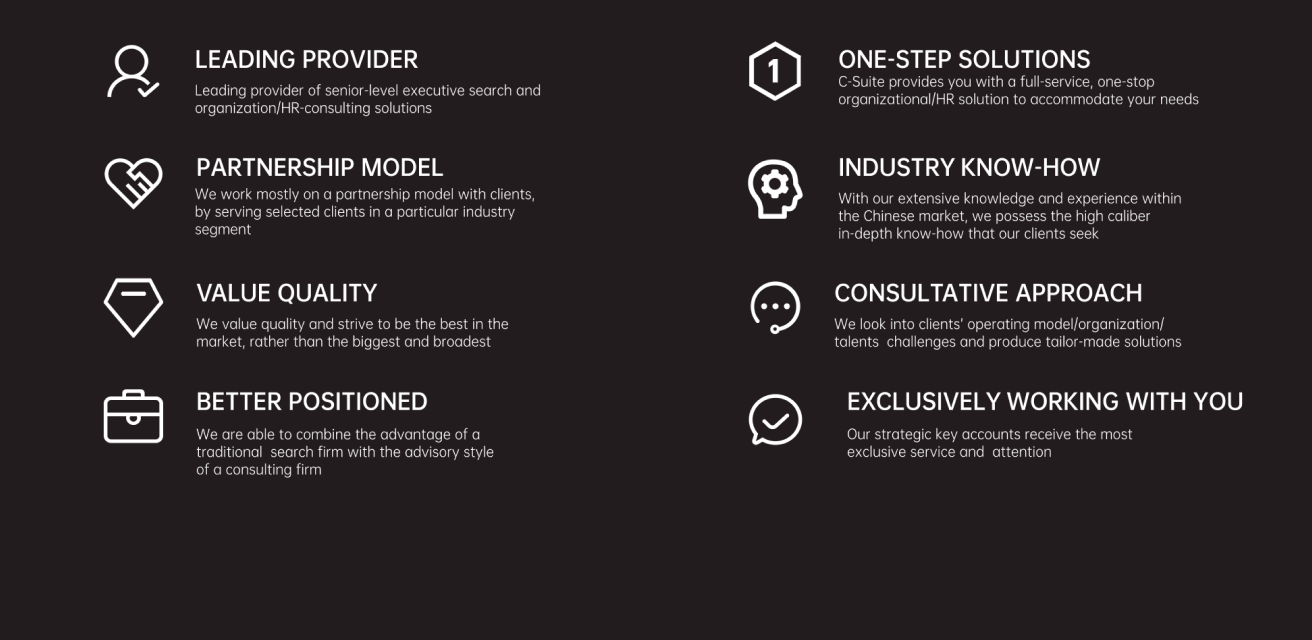 LEADING PROVIDER
Leading provider of senior-level executive search and
organization/HR-consulting solutions
PARTNERSHIP MODEL
We work mostly on a partnership model with clients,
by serving selected clients in a particular industry
segment
VALUE QUALITY
We value quality and strive to be the best in the
market, rather than the biggest and broadest
BETTER POSITIONED
We are able to combine the advantage of a
traditional  search firm with the advisory style
of a consulting firm
1
ONE-STEP SOLUTIONS
C-Suite provides you with a full-service, one-stop
organizational/HR solution to accommodate your needs
INDUSTRY KNOW-HOW
With our extensive knowledge and experience within
the Chinese market, we possess the high caliber
in-depth know-how that our clients seek
CONSULTATIVE APPROACH
We look into clients' operating model/organization/
talents  challenges and produce tailor-made solutions
EXCLUSIVELY WORKING WITH YOU
Our strategic key accounts receive the most
exclusive service and  attention